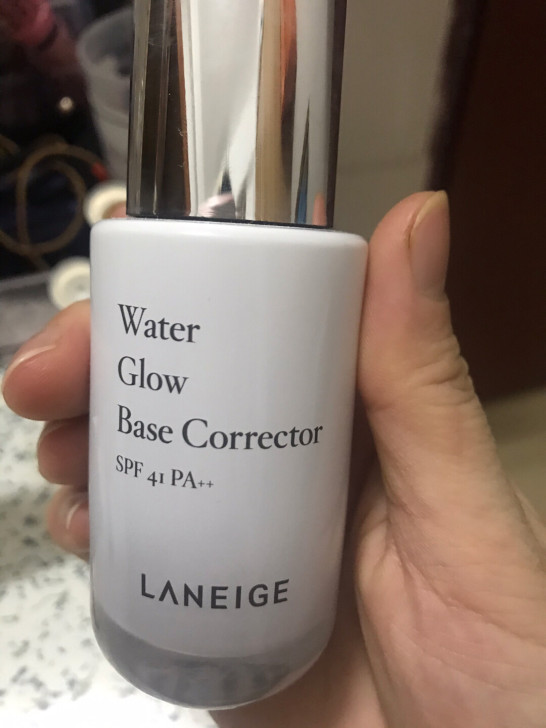 Water
Glow
Base Corrector
SPF 41 PA++
LANEIGE